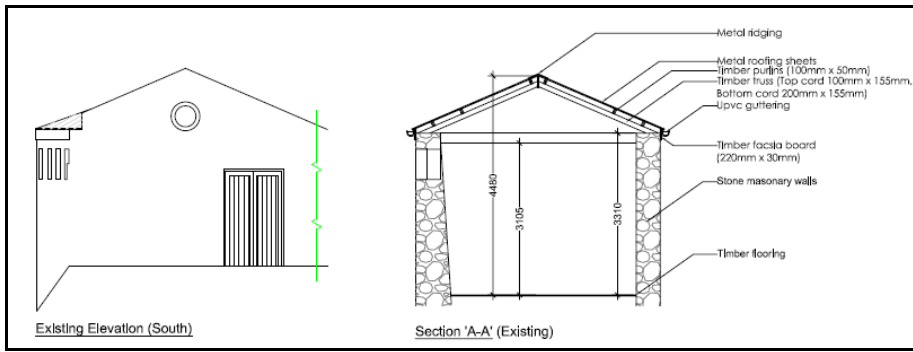 Metal ridging
Metal roofing sheets
Timber purlins (100mm x 50mm)
Timber truss (Top cord 100mm x 155mm,
Bottom cord 200mm x 155mm)
Upvc guttering
Timber facsia board
(220mm x 30mm)
Stone masonary walls
Timber flooring
4480
3105
3310
Existing Elevation (South)
Section 'A-A' (Existing)